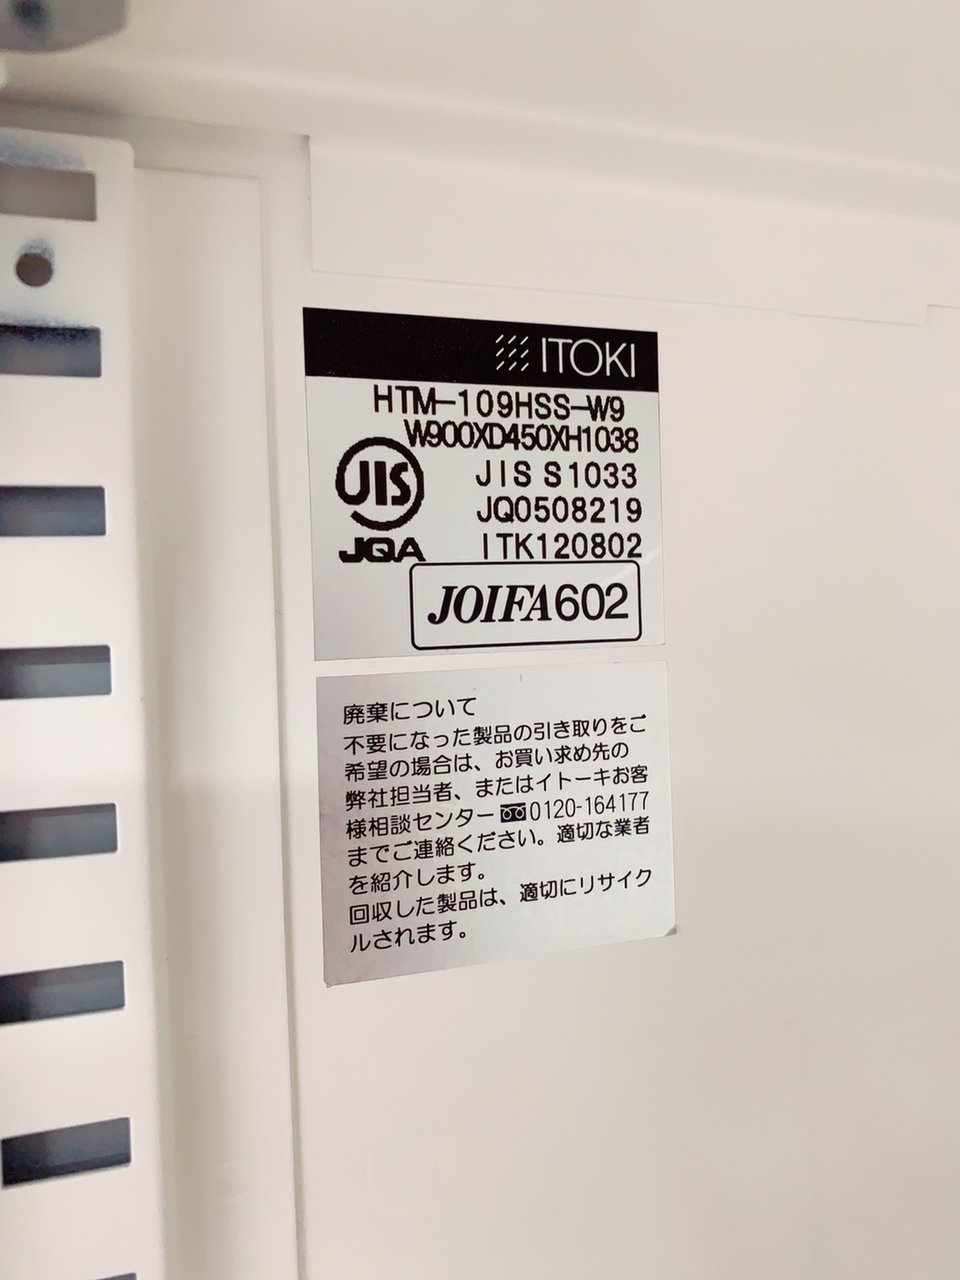 ITOKI
HTM-109HSS-W9
W900XD450XH1038
JIS
JIS S1033
JQ0508219
JQA
ITK120802
JOIFA602
廃棄について
不要になった製品の引き取りをご
希望の場合は、お買い求め先の
弊社担当者、またはイトーキお客
様相談センター 0120-164177
までご連絡ください。適切な業者
を紹介します。
回収した製品は、適切にリサイク
ルされます。